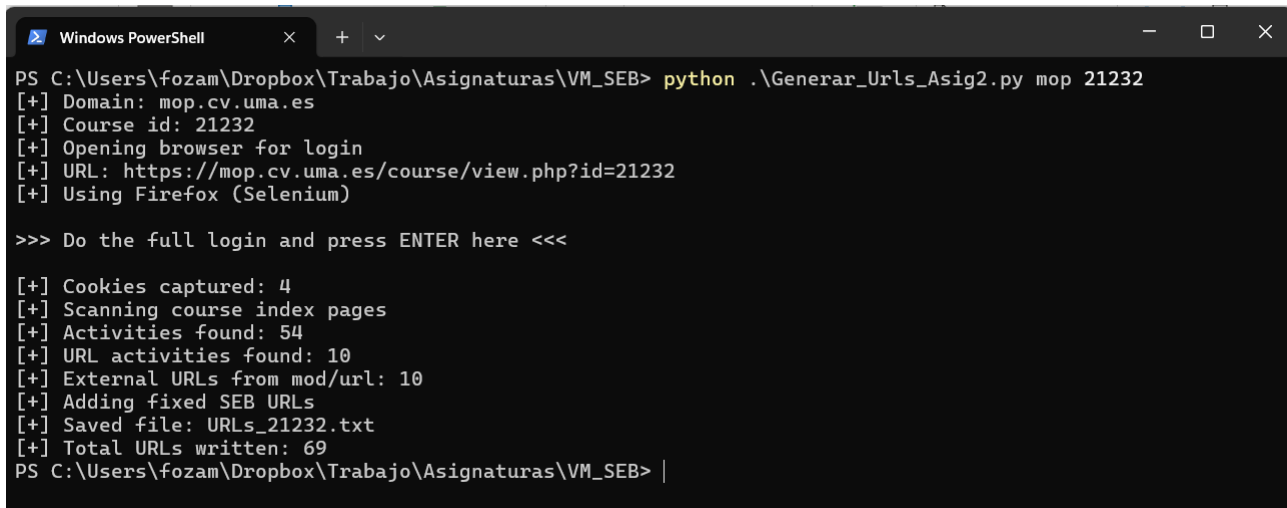 Windows PowerShell
PS C:\Users\fozam\Dropbox\Trabajo\Asignaturas\VM_SEB> python .\Generar_Urls_Asig2.py mop 21232
[+] Domain: mop.cv.uma.es
[+] Course id: 21232
[+] Opening browser for login
[+] URL: https://mop.cv.uma.es/course/view.php?id=21232
[+] Using Firefox (Selenium)
>>> Do the full login and press ENTER here <<<
[+] Cookies captured: 4
[+] Scanning course index pages
[+] Activities found: 54
[+] URL activities found: 10
[+] External URLs from mod/url: 10
[+] Adding fixed SEB URLs
[+] Saved file: URLs_21232.txt
[+] Total URLs written: 69
PS C:\Users\fozam\Dropbox\Trabajo\Asignaturas\VM_SEB>